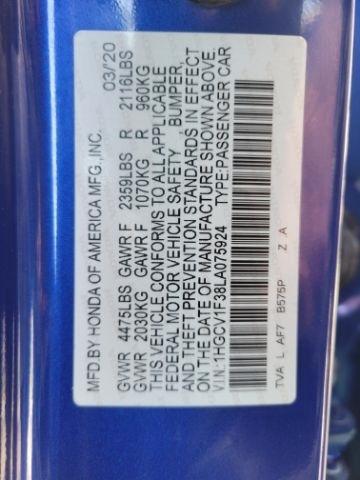 MFD.BY HONDA OF AMERICA MFG.,INC. 03/'20
GVWR 4475LBS GAWR F 2359LBS R 2116LBS
GVWR 2030KG GAWR F 1070KG R 960KG
THIS VEHICLE CONFORMS TO ALL APPLICABLE
FEDERAL MOTOR VEHICLE SAFETY, BUMPER,
AND THEFT PREVENTION STANDARDS IN EFFECT
ON THE DATE OF MANUFACTURE SHOWN ABOVE.
VIN:1HGCV1F38LA075924 TYPE:PASSENGER CAR
TVA L AF7 B575P Z A